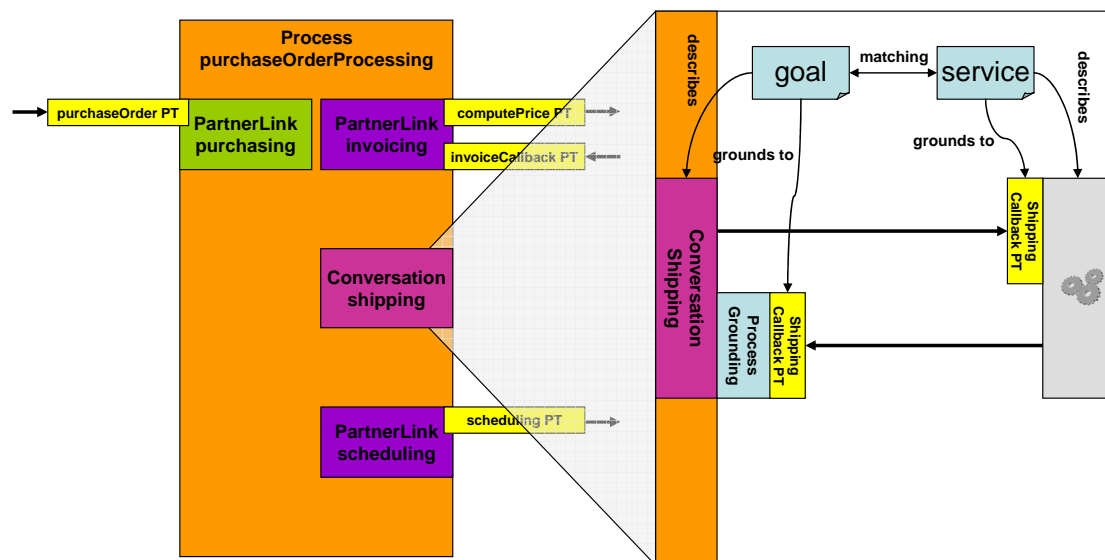 Process
purchaseOrderProcessing
purchaseOrder PT
PartnerLink
purchasing
PartnerLink
invoicing
computePrice PT
invoiceCallback PT
Conversation
shipping
PartnerLink
scheduling
scheduling PT
describes
goal
matching
service
describes
grounds to
grounds to
Conversation
Shipping
Process
Grounding
Shipping
Callback PT
Shipping
Callback PT